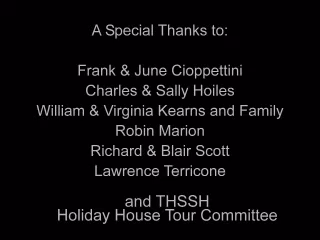 A Special Thanks to:
Frank & June Cioppettini
Charles & Sally Hoiles
William & Virginia Kearns and Family
Robin Marion
Richard & Blair Scott
Lawrence Terricone
and THSSH
Holiday House Tour Committee